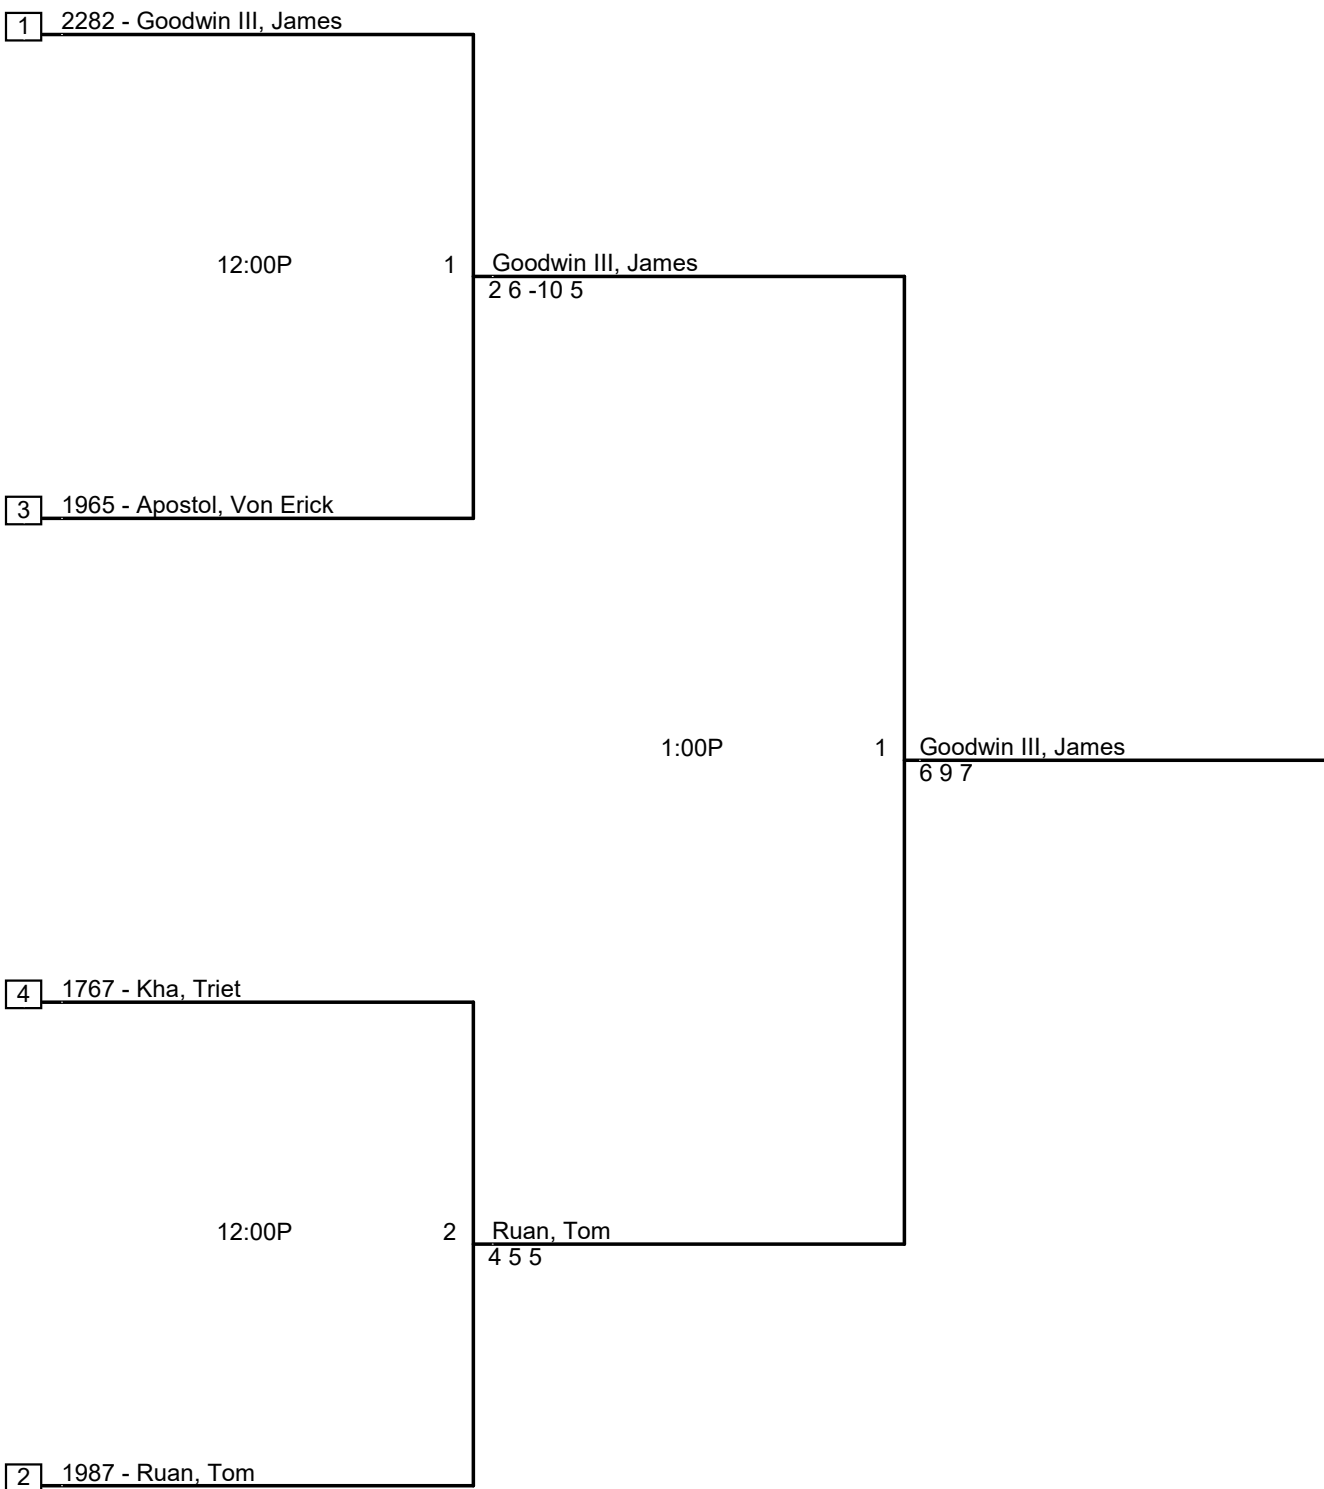 1 2282 - Goodwin III, James
12:00P 1 Goodwin III, James
2 6 -10 5
3 1965 - Apostol, Von Erick
1:00P 1 Goodwin III, James
6 9 7
4 1767 - Kha, Triet
12:00P 2 Ruan, Tom
4 5 5
2 1987 - Ruan, Tom